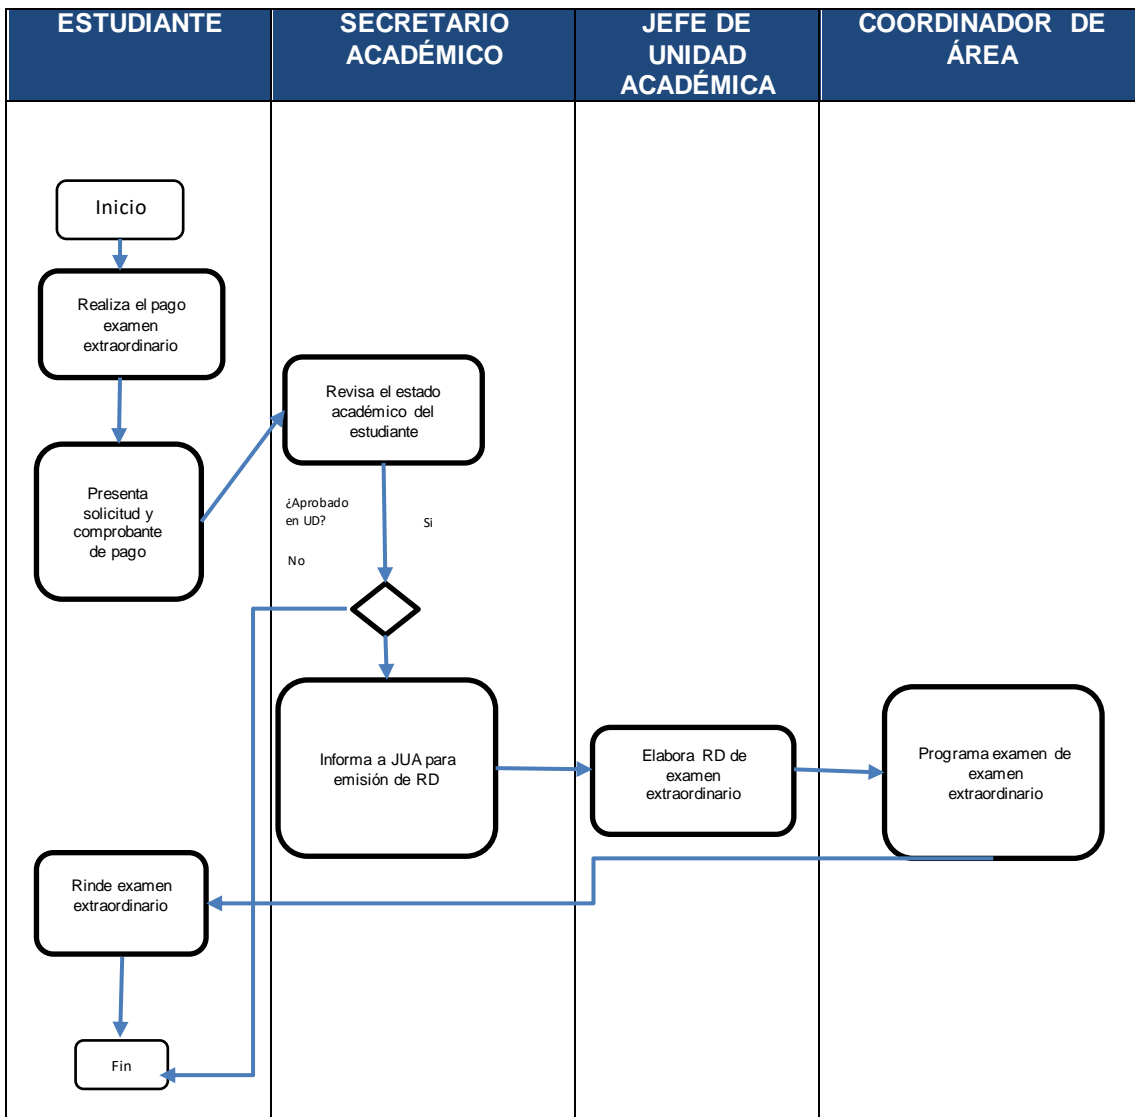 ESTUDIANTE
SECRETARIO
ACADÉMICO
JEFE DE
UNIDAD
ACADÉMICA
COORDINADOR DE
ÁREA
Inicio
Realiza el pago
examen
extraordinario
Presenta
solicitud y
comprobante
de pago
Revisa el estado
académico del
estudiante
¿Aprobado
en UD?
Si
No
Informa a JUA para
emisión de RD
Elabora RD de
examen
extraordinario
Programa examen de
examen
extraordinario
Rinde examen
extraordinario
Fin